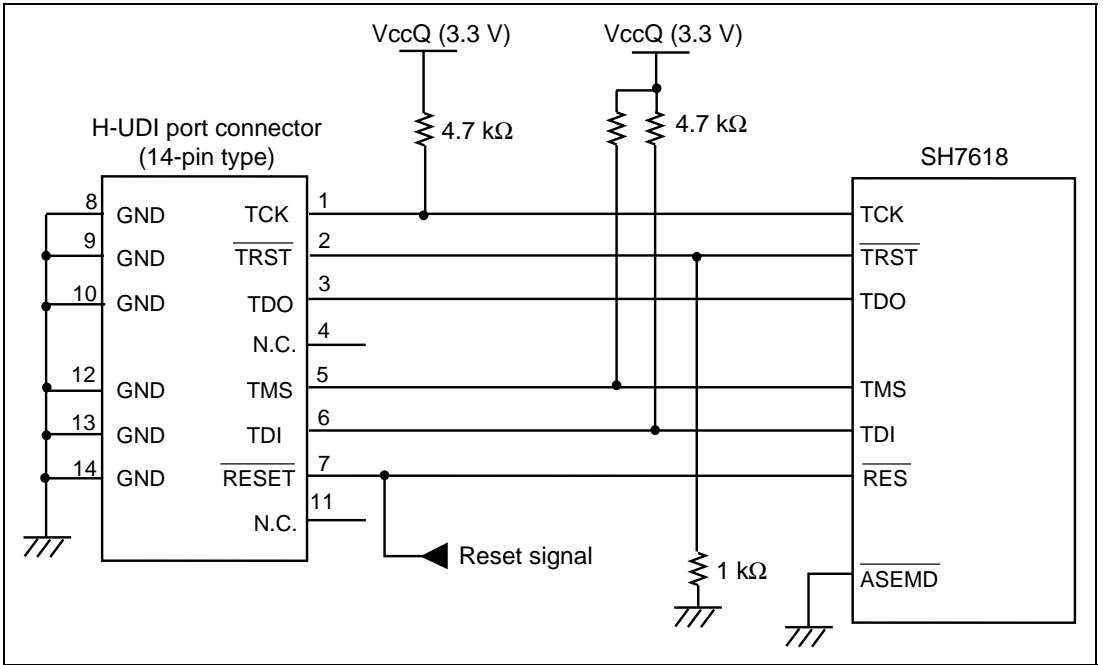 VccQ (3.3 V)
VccQ (3.3 V)
4.7 kΩ
4.7 kΩ
H-UDI port connector
(14-pin type)
SH7618
8 GND TCK 1 TCK
9 GND TRST 2 TRST
10 GND TDO 3 TDO
N.C. 4
12 GND TMS 5 TMS
13 GND TDI 6 TDI
14 GND RESET 7 RES
N.C. 11
Reset signal
1 kΩ
ASEMD